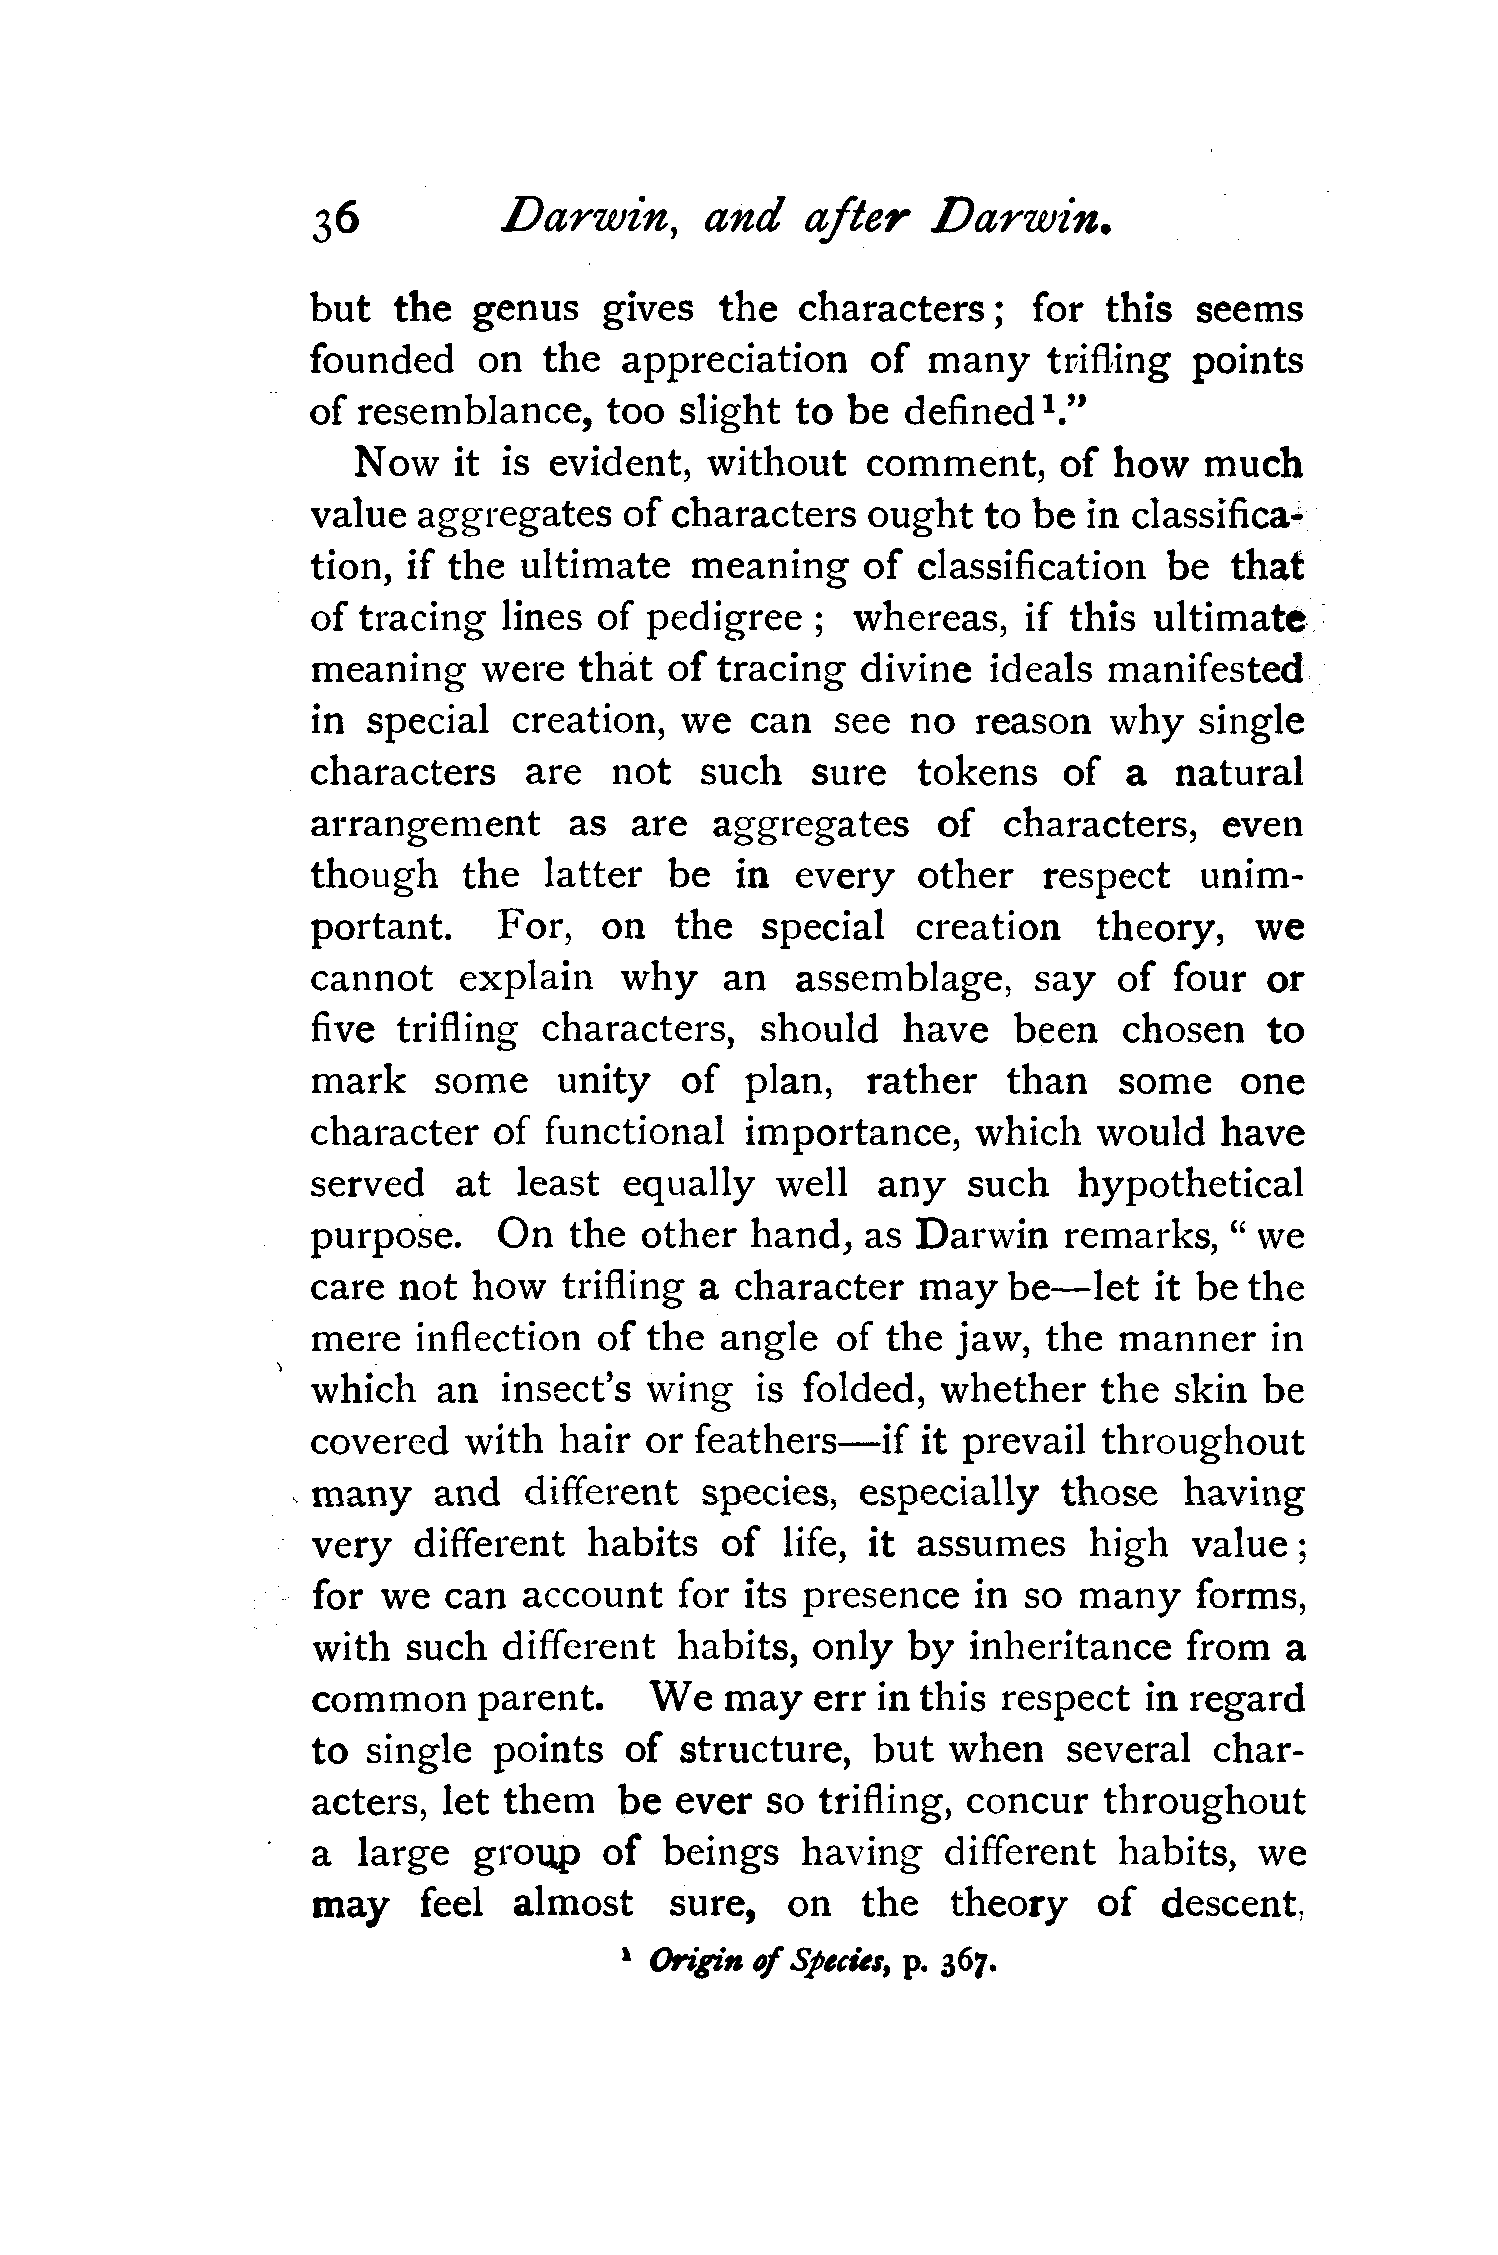 36 Darwin, and after Darwin.
but the genus gives the characters; for this seems
founded on the appreciation of many trifling points
of resemblance, too slight to be defined¹."
Now it is evident, without comment, of how much
value aggregates of characters ought to be in classifica-
tion, if the ultimate meaning of classification be that
of tracing lines of pedigree; whereas, if this ultimate
meaning were that of tracing divine ideals manifested
in special creation, we can see no reason why single
characters are not such sure tokens of a natural
arrangement as are aggregates of characters, even
though the latter be in every other respect unim-
portant. For, on the special creation theory, we
cannot explain why an assemblage, say of four or
five trifling characters, should have been chosen to
mark some unity of plan, rather than some one
character of functional importance, which would have
served at least equally well any such hypothetical
purpose. On the other hand, as Darwin remarks, "we
care not how trifling a character may be—let it be the
mere inflection of the angle of the jaw, the manner in
which an insect's wing is folded, whether the skin be
covered with hair or feathers—if it prevail throughout
many and different species, especially those having
very different habits of life, it assumes high value;
for we can account for its presence in so many forms,
with such different habits, only by inheritance from a
common parent. We may err in this respect in regard
to single points of structure, but when several char-
acters, let them be ever so trifling, concur throughout
a large group of beings having different habits, we
may feel almost sure, on the theory of descent,
¹ Origin of Species, p. 367.